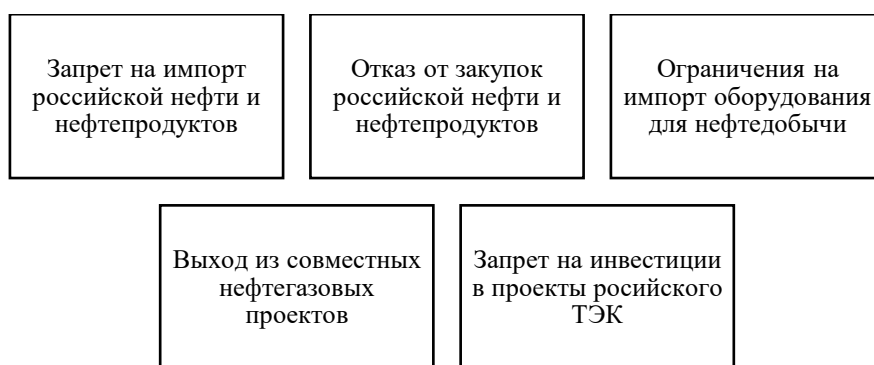 Запрет на импорт
российской нефти и
нефтепродуктов
Отказ от закупок
российской нефти и
нефтепродуктов
Ограничения на
импорт оборудования
для нефтедобычи
Выход из совместных
нефтегазовых
проектов
Запрет на инвестиции
в проекты росийского
ТЭК